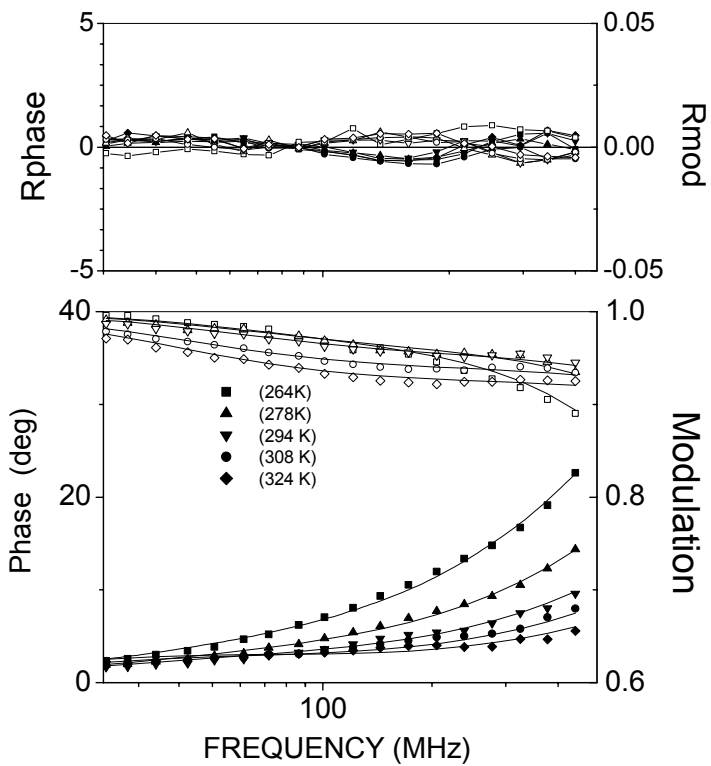 5
0.05
Rphase
0
0.00
Rmod
-5
-0.05
40
1.0
(264K)
(278K)
(294 K)
(308 K)
(324 K)
Phase (deg)
20
0.8
Modulation
0
0.6
100
FREQUENCY (MHz)